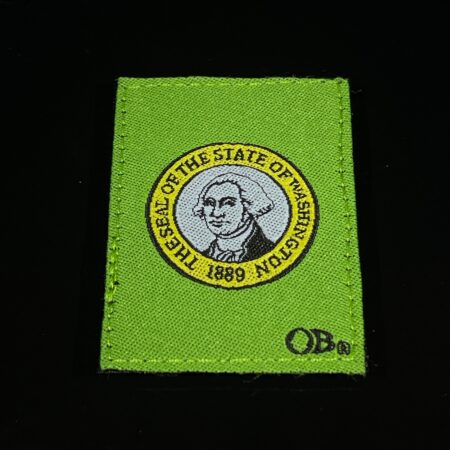 THE SEAL OF THE STATE OF WASHINGTON
1889
OB®